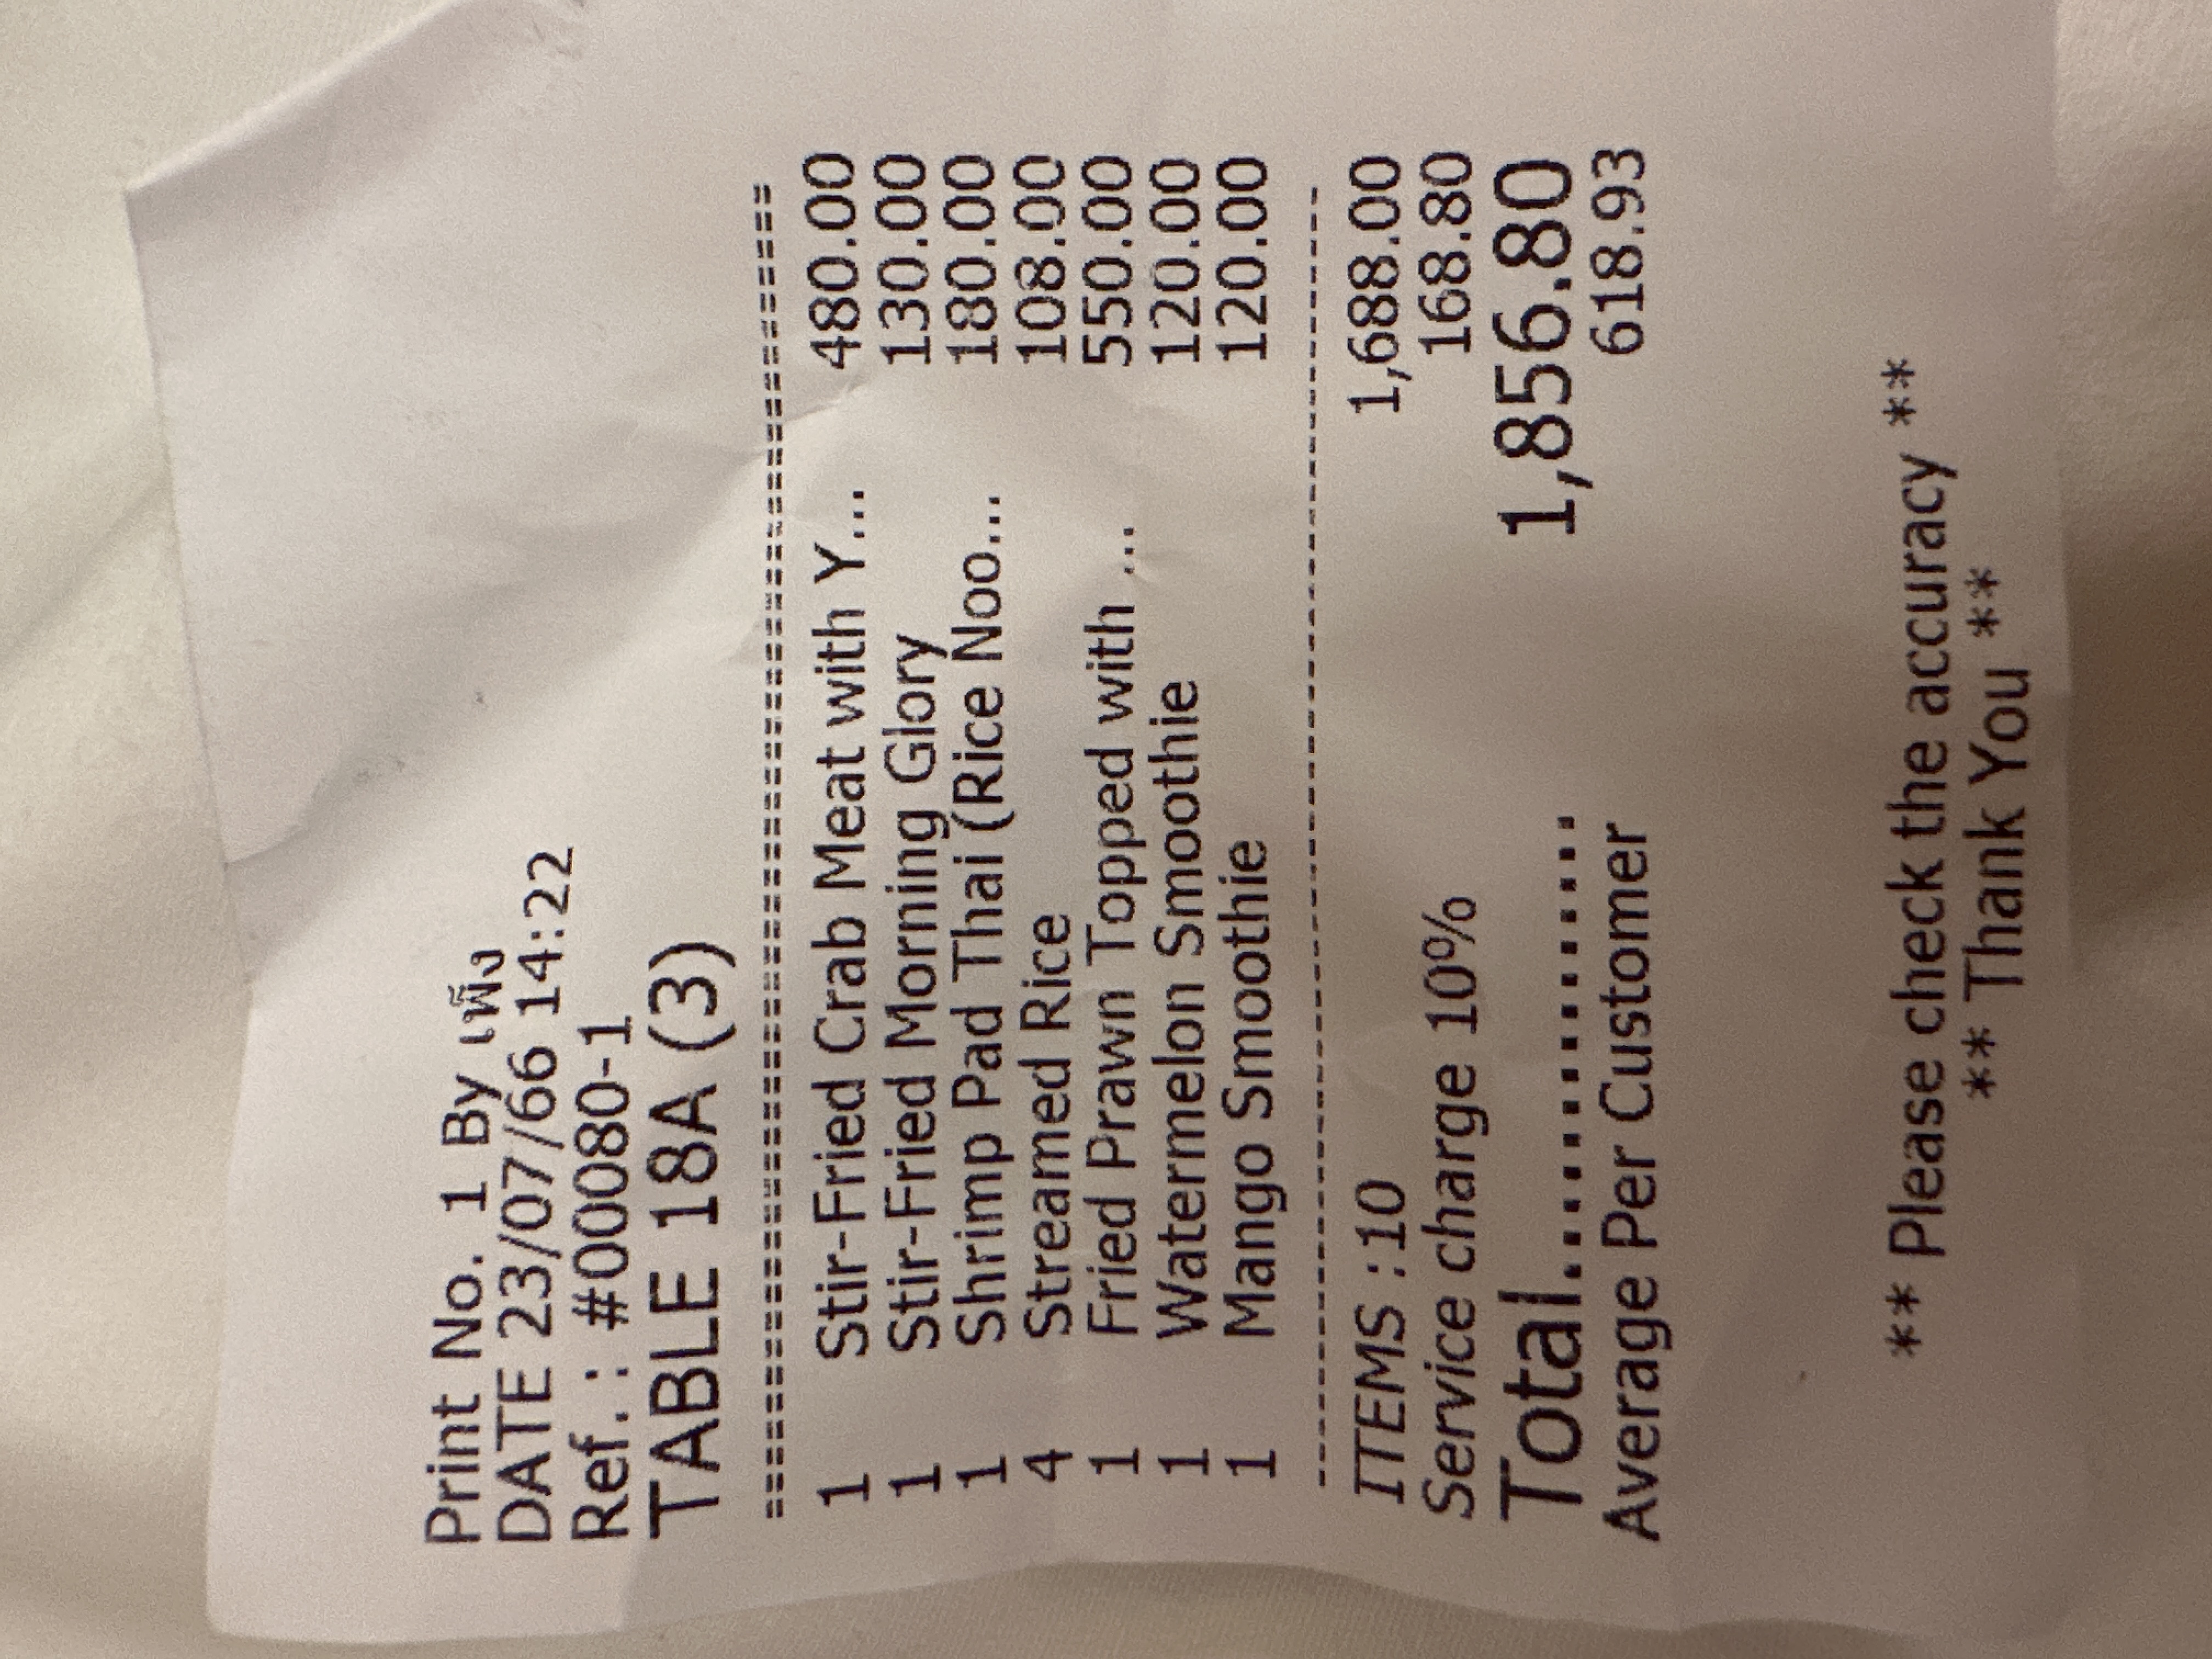 Print No. 1 By เพ็ง
DATE 23/07/66 14:22
Ref. : #00080-1
TABLE 18A (3)
1 Stir-Fried Crab Meat with Y... 480.00
1 Stir-Fried Morning Glory 130.00
1 Shrimp Pad Thai (Rice Noo... 180.00
4 Streamed Rice 108.00
1 Fried Prawn Topped with ... 550.00
1 Watermelon Smoothie 120.00
1 Mango Smoothie 120.00
ITEMS :10 1,688.00
Service charge 10% 168.80
Total............... 1,856.80
Average Per Customer 618.93
** Please check the accuracy **
** Thank You **